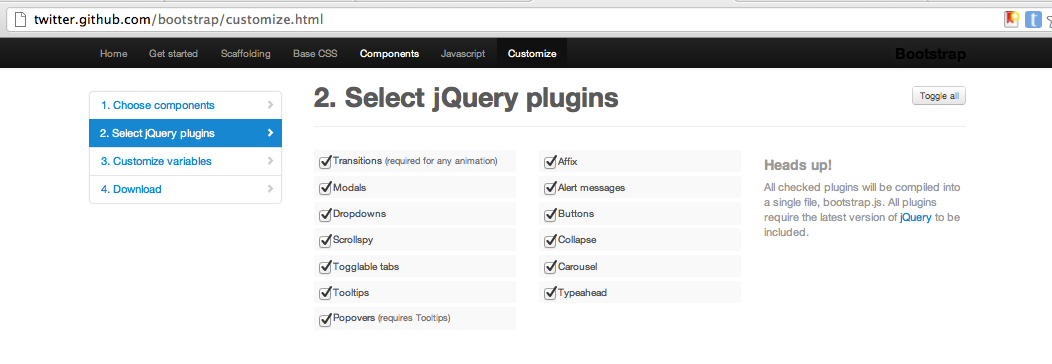 twitter.github.com/bootstrap/customize.html
Home Get started Scaffolding Base CSS Components Javascript Customize Bootstrap
1. Choose components
2. Select jQuery plugins
3. Customize variables
4. Download
2. Select jQuery plugins
Toggle all
Transitions (required for any animation)
Modals
Dropdowns
Scrollspy
Togglable tabs
Tooltips
Popovers (requires Tooltips)
Affix
Alert messages
Buttons
Collapse
Carousel
Typeahead
Heads up!
All checked plugins will be compiled into
a single file, bootstrap.js. All plugins
require the latest version of jQuery to be
included.